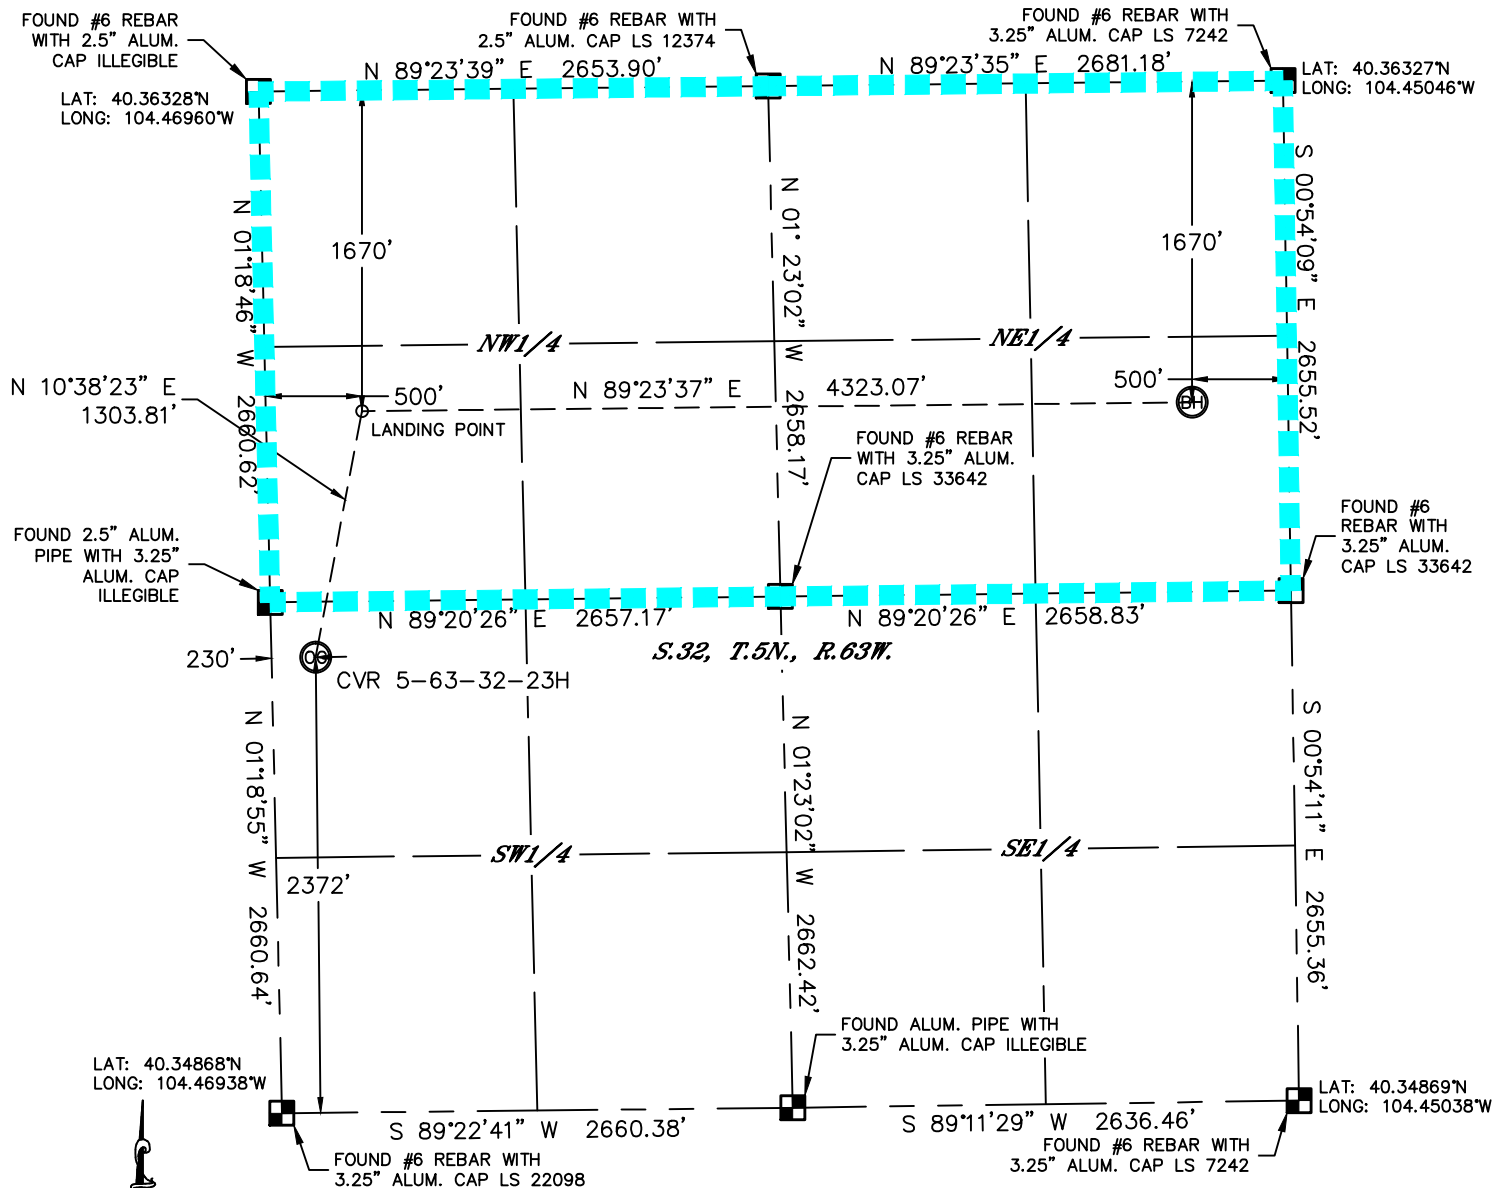 FOUND #6 REBAR
WITH 2.5" ALUM.
CAP ILLEGIBLE
FOUND #6 REBAR WITH
2.5" ALUM. CAP LS 12374
FOUND #6 REBAR WITH
3.25" ALUM. CAP LS 7242
N 89°23'39" E 2653.90'
N 89°23'35" E 2681.18'
LAT: 40.36328°N
LONG: 104.46960°W
LAT: 40.36327°N
LONG: 104.45046°W
N 01°18'46" W 2660.62'
1670'
N 01° 23'02" W 2658.17'
1670'
S 00°54'09" E 2655.52'
NW1/4
NE1/4
N 10°38'23" E
1303.81'
500'
N 89°23'37" E 4323.07'
500'
BH
LANDING POINT
FOUND #6 REBAR
WITH 3.25" ALUM.
CAP LS 33642
FOUND 2.5" ALUM.
PIPE WITH 3.25"
ALUM. CAP
ILLEGIBLE
FOUND #6
REBAR WITH
3.25" ALUM.
CAP LS 33642
N 89°20'26" E 2657.17'
N 89°20'26" E 2658.83'
S.32, T.5N., R.63W.
230'
OG
CVR 5-63-32-23H
N 01°18'55" W 2660.64'
N 01°23'02" W 2662.42'
S 00°54'11" E 2655.36'
SW1/4
SE1/4
2372'
FOUND ALUM. PIPE WITH
3.25" ALUM. CAP ILLEGIBLE
LAT: 40.34868°N
LONG: 104.46938°W
LAT: 40.34869°N
LONG: 104.45038°W
S 89°22'41" W 2660.38'
S 89°11'29" W 2636.46'
FOUND #6 REBAR WITH
3.25" ALUM. CAP LS 22098
FOUND #6 REBAR WITH
3.25" ALUM. CAP LS 7242